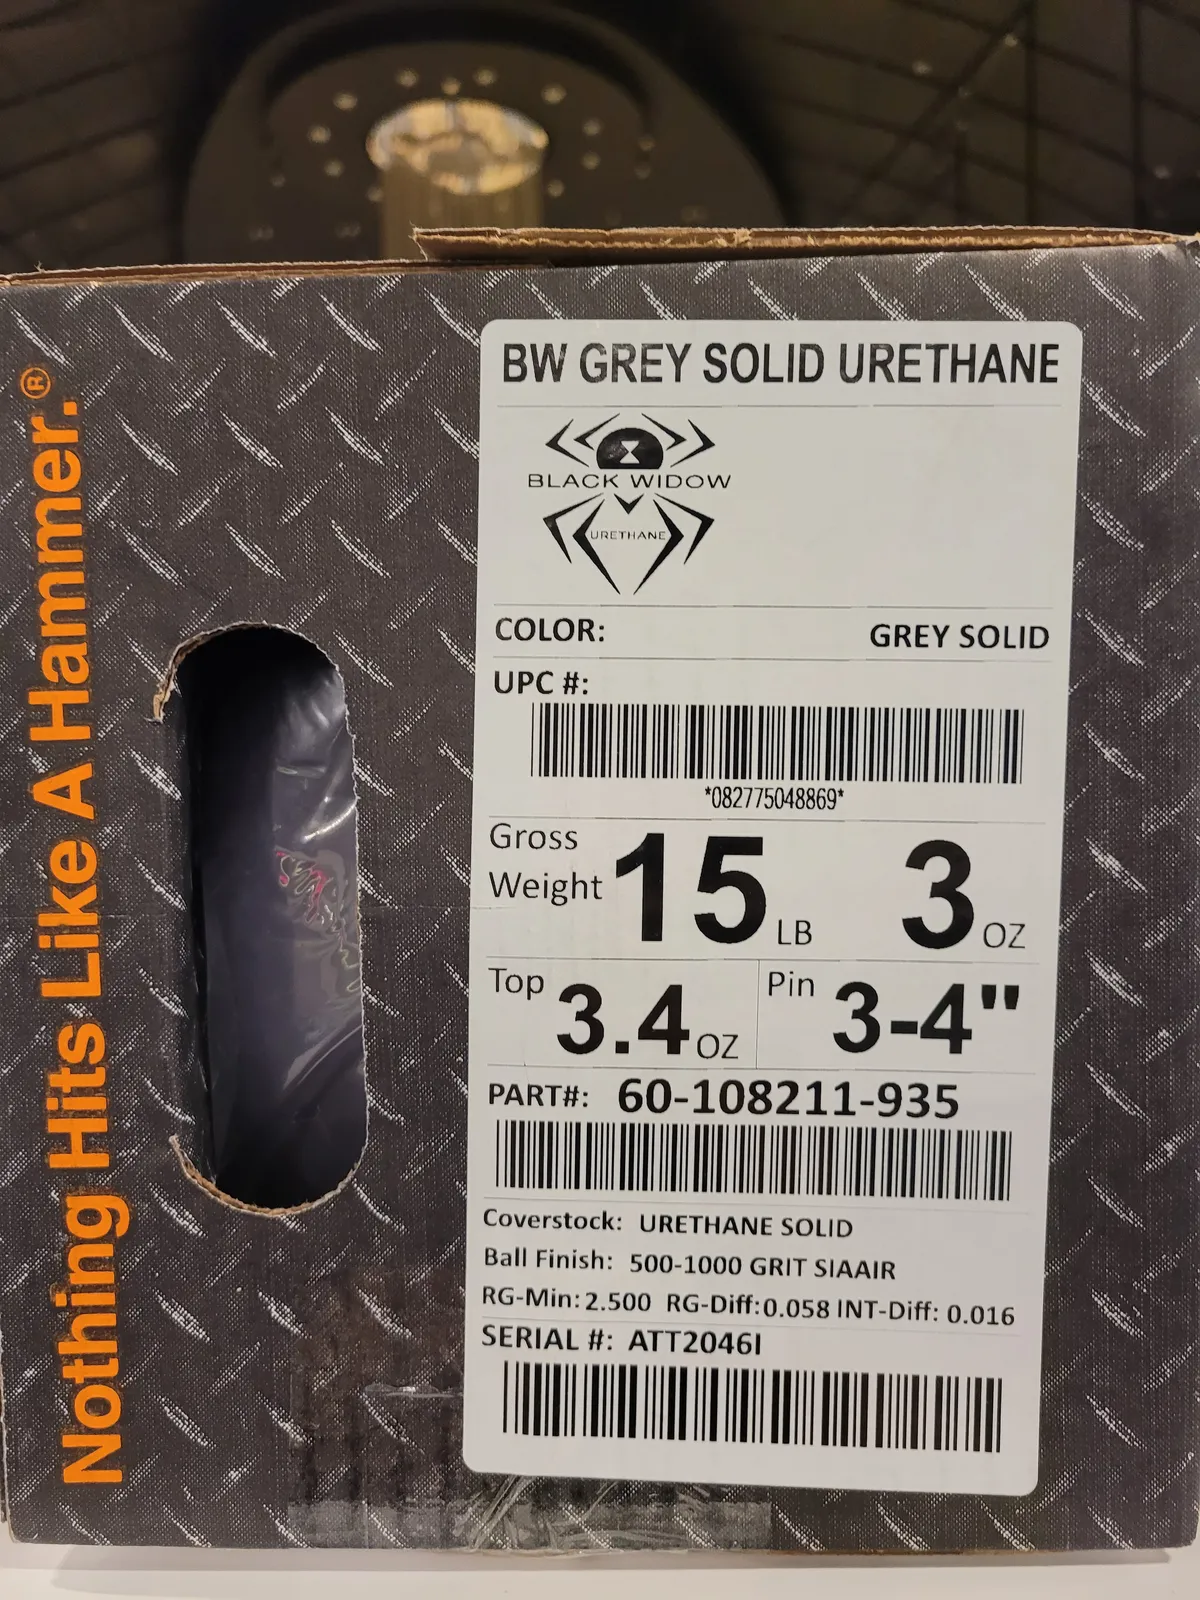 Nothing Hits Like A Hammer.®
BW GREY SOLID URETHANE
BLACK WIDOW
URETHANE
COLOR: GREY SOLID
UPC #:
*082775048869*
Gross Weight 15 LB 3 OZ
Top 3.4 OZ Pin 3-4"
PART#: 60-108211-935
Coverstock: URETHANE SOLID
Ball Finish: 500-1000 GRIT SIAAIR
RG-Min: 2.500 RG-Diff: 0.058 INT-Diff: 0.016
SERIAL #: ATT2046I